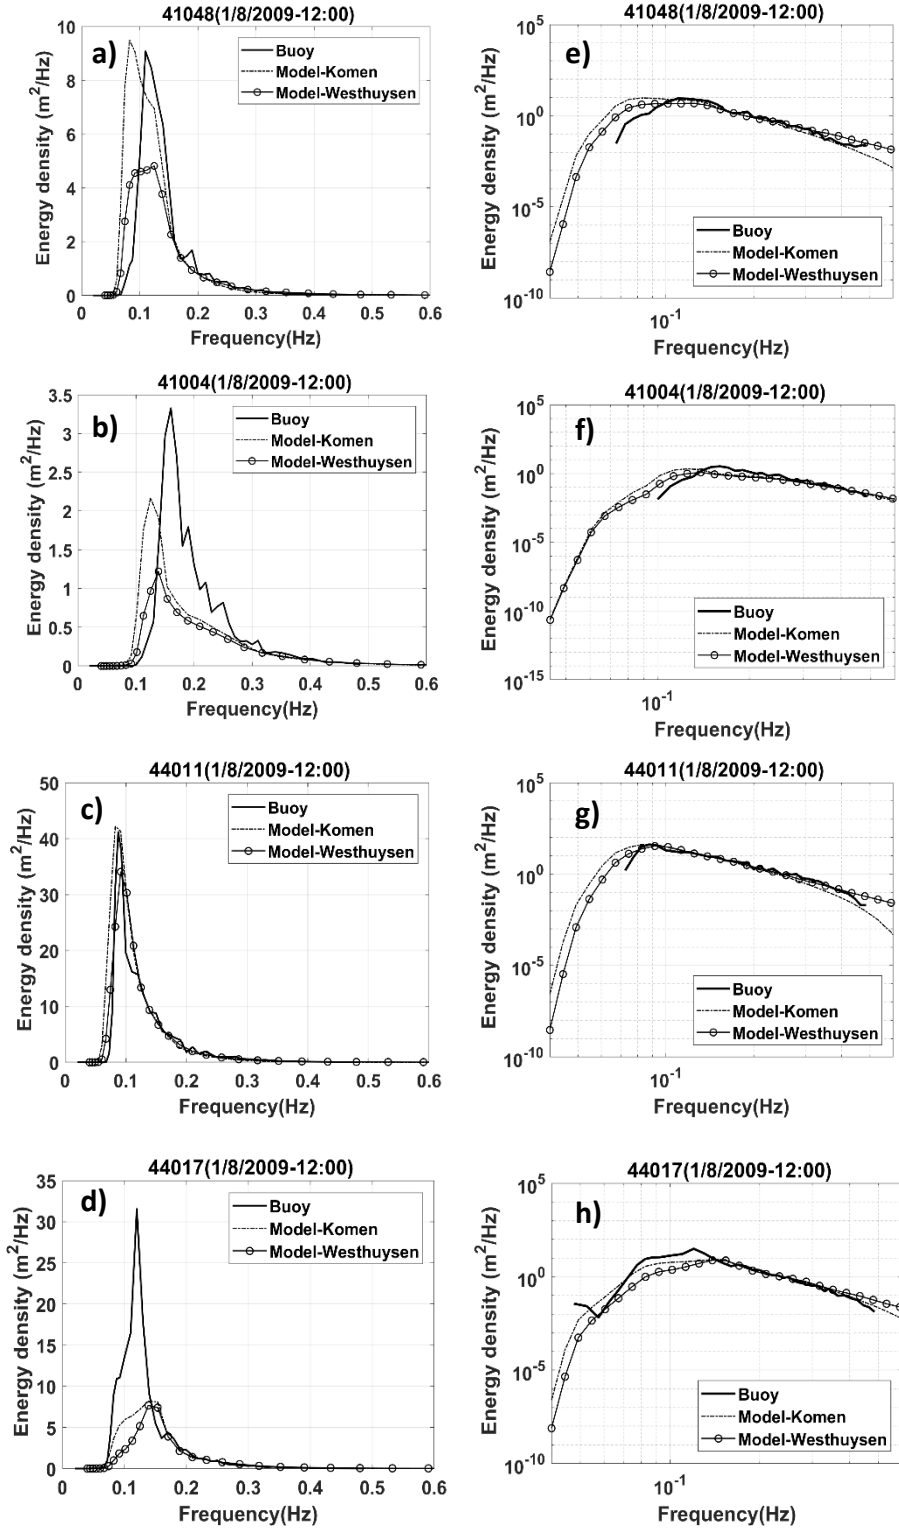 41048(1/8/2009-12:00)
a)
Buoy
Model-Komen
Model-Westhuysen
Energy density (m²/Hz)
10
8
6
4
2
0
0 0.1 0.2 0.3 0.4 0.5 0.6
Frequency(Hz)
41048(1/8/2009-12:00)
e)
Energy density (m²/Hz)
10⁵
10⁰
10⁻⁵
10⁻¹⁰
Buoy
Model-Komen
Model-Westhuysen
10⁻¹
Frequency(Hz)
41004(1/8/2009-12:00)
b)
Buoy
Model-Komen
Model-Westhuysen
Energy density (m²/Hz)
3.5
3
2.5
2
1.5
1
0.5
0
0 0.1 0.2 0.3 0.4 0.5 0.6
Frequency(Hz)
41004(1/8/2009-12:00)
f)
Energy density (m²/Hz)
10⁵
10⁰
10⁻⁵
10⁻¹⁰
10⁻¹⁵
Buoy
Model-Komen
Model-Westhuysen
10⁻¹
Frequency(Hz)
44011(1/8/2009-12:00)
c)
Buoy
Model-Komen
Model-Westhuysen
Energy density (m²/Hz)
50
40
30
20
10
0
0 0.1 0.2 0.3 0.4 0.5 0.6
Frequency(Hz)
44011(1/8/2009-12:00)
g)
Energy density (m²/Hz)
10⁵
10⁰
10⁻⁵
10⁻¹⁰
Buoy
Model-Komen
Model-Westhuysen
10⁻¹
Frequency(Hz)
44017(1/8/2009-12:00)
d)
Buoy
Model-Komen
Model-Westhuysen
Energy density (m²/Hz)
35
30
25
20
15
10
5
0
0 0.1 0.2 0.3 0.4 0.5 0.6
Frequency(Hz)
44017(1/8/2009-12:00)
h)
Energy density (m²/Hz)
10⁵
10⁰
10⁻⁵
10⁻¹⁰
Buoy
Model-Komen
Model-Westhuysen
10⁻¹
Frequency(Hz)